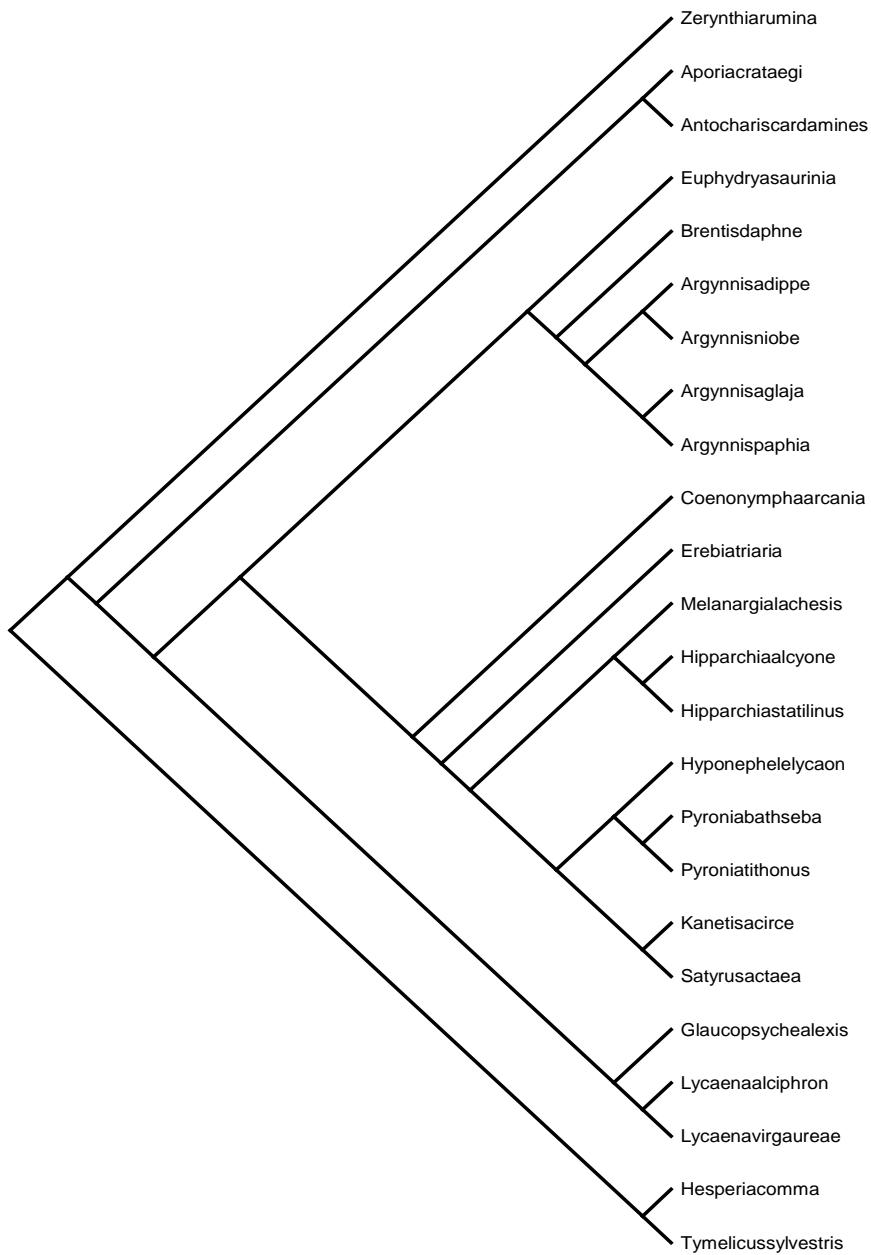 Zerynthiarumina
Aporiacrataegi
Antochariscardamines
Euphydryasaurinia
Brentisdaphne
Argynnisadippe
Argynnisniobe
Argynnisaglaja
Argynnispaphia
Coenonymphaarcania
Erebiatriaria
Melanargialachesis
Hipparchiaalcyone
Hipparchiastatilinus
Hyponephelelycaon
Pyroniabathseba
Pyroniatithonus
Kanetisacirce
Satyrusactaea
Glaucopsychealexis
Lycaenaalciphron
Lycaenavirgaureae
Hesperiacomma
Tymelicussylvestris